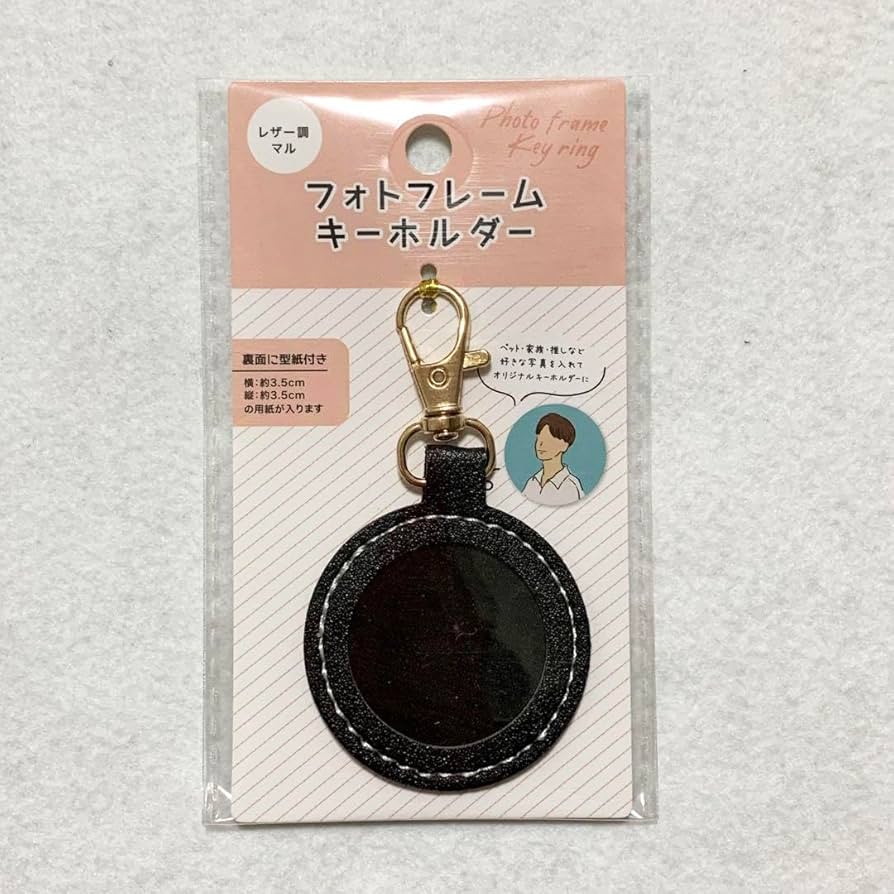 レザー調
マル
Photo frame
Key ring
フォトフレーム
キーホルダー
裏面に型紙付き
横:約3.5cm
縦:約3.5cm
の用紙が入ります
ペット・家族・推しなど
好きな写真を入れて
オリジナルキーホルダーに